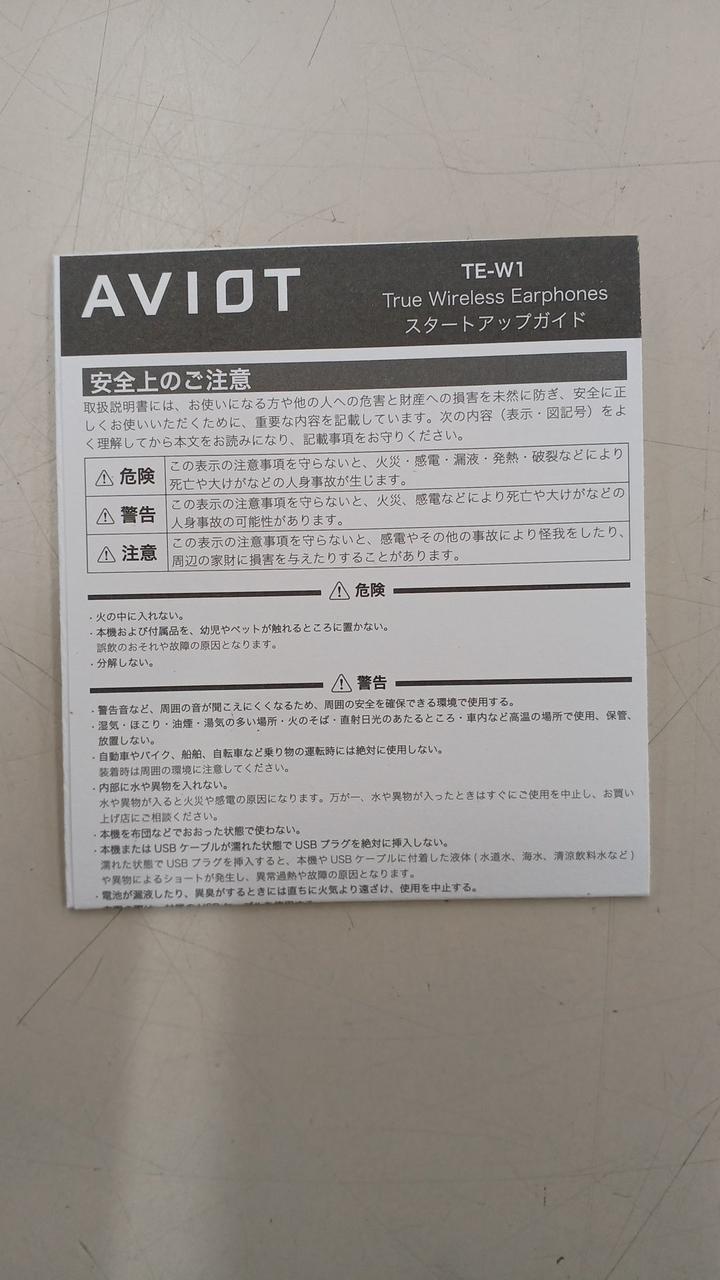 AVIOT
TE-W1
True Wireless Earphones
スタートアップガイド
安全上のご注意
取扱説明書には、お使いになる方や他の人への危害と財産への損害を未然に防ぎ、安全に正
しくお使いいただくために、重要な内容を記載しています。次の内容（表示・図記号）をよ
く理解してから本文をお読みになり、記載事項をお守りください。
危険
この表示の注意事項を守らないと、火災・感電・漏液・発熱・破裂などにより
死亡や大けがなどの人身事故が生じます。
警告
この表示の注意事項を守らないと、火災、感電などにより死亡や大けがなどの
人身事故の可能性があります。
注意
この表示の注意事項を守らないと、感電やその他の事故により怪我をしたり、
周辺の家財に損害を与えたりすることがあります。
危険
・火の中に入れない。
・本機および付属品を、幼児やペットが触れるところに置かない。
誤飲のおそれや故障の原因となります。
・分解しない。
警告
・警告音など、周囲の音が聞こえにくくなるため、周囲の安全を確保できる環境で使用する。
・湿気・ほこり・油煙・湯気の多い場所・火のそば・直射日光のあたるところ・車内など高温の場所で使用、保管、
放置しない。
・自動車やバイク、船舶、自転車など乗り物の運転時には絶対に使用しない。
装着時は周囲の環境に注意してください。
・内部に水や異物を入れない。
水や異物が入ると火災や感電の原因になります。万が一、水や異物が入ったときはすぐにご使用を中止し、お買い
上げ店にご相談ください。
・本機を布団などでおおった状態で使わない。
・本機または USB ケーブルが濡れた状態で USB プラグを絶対に挿入しない。
濡れた状態で USB プラグを挿入すると、本機や USB ケーブルに付着した液体 ( 水道水、海水、清涼飲料水など )
や異物によるショートが発生し、異常過熱や故障の原因となります。
・電池が漏液したり、異臭がするときには直ちに火気より遠ざけ、使用を中止する。